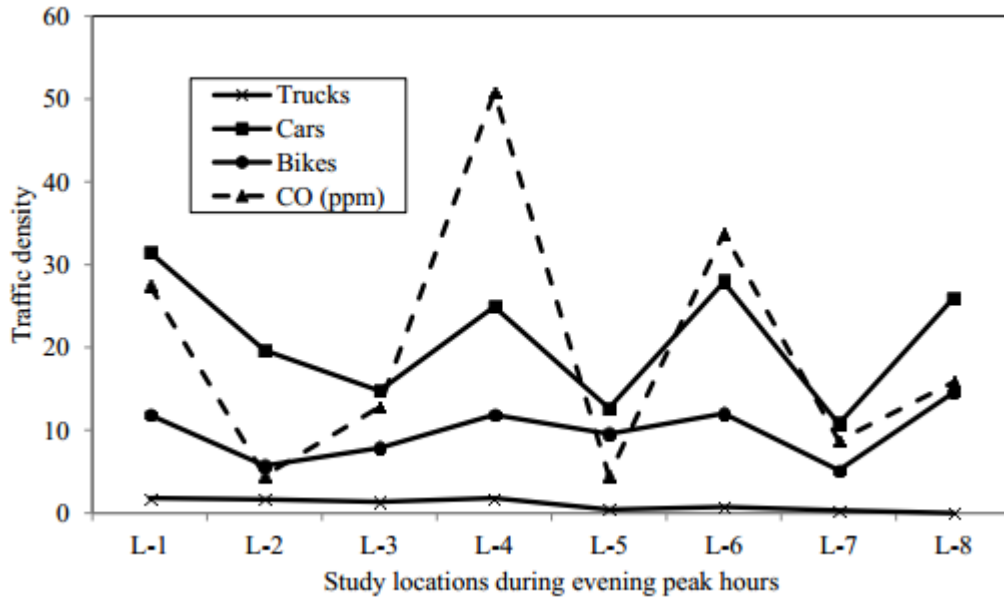 60
50
40
30
20
10
0
Traffic density
Trucks
Cars
Bikes
CO (ppm)
L-1 L-2 L-3 L-4 L-5 L-6 L-7 L-8
Study locations during evening peak hours